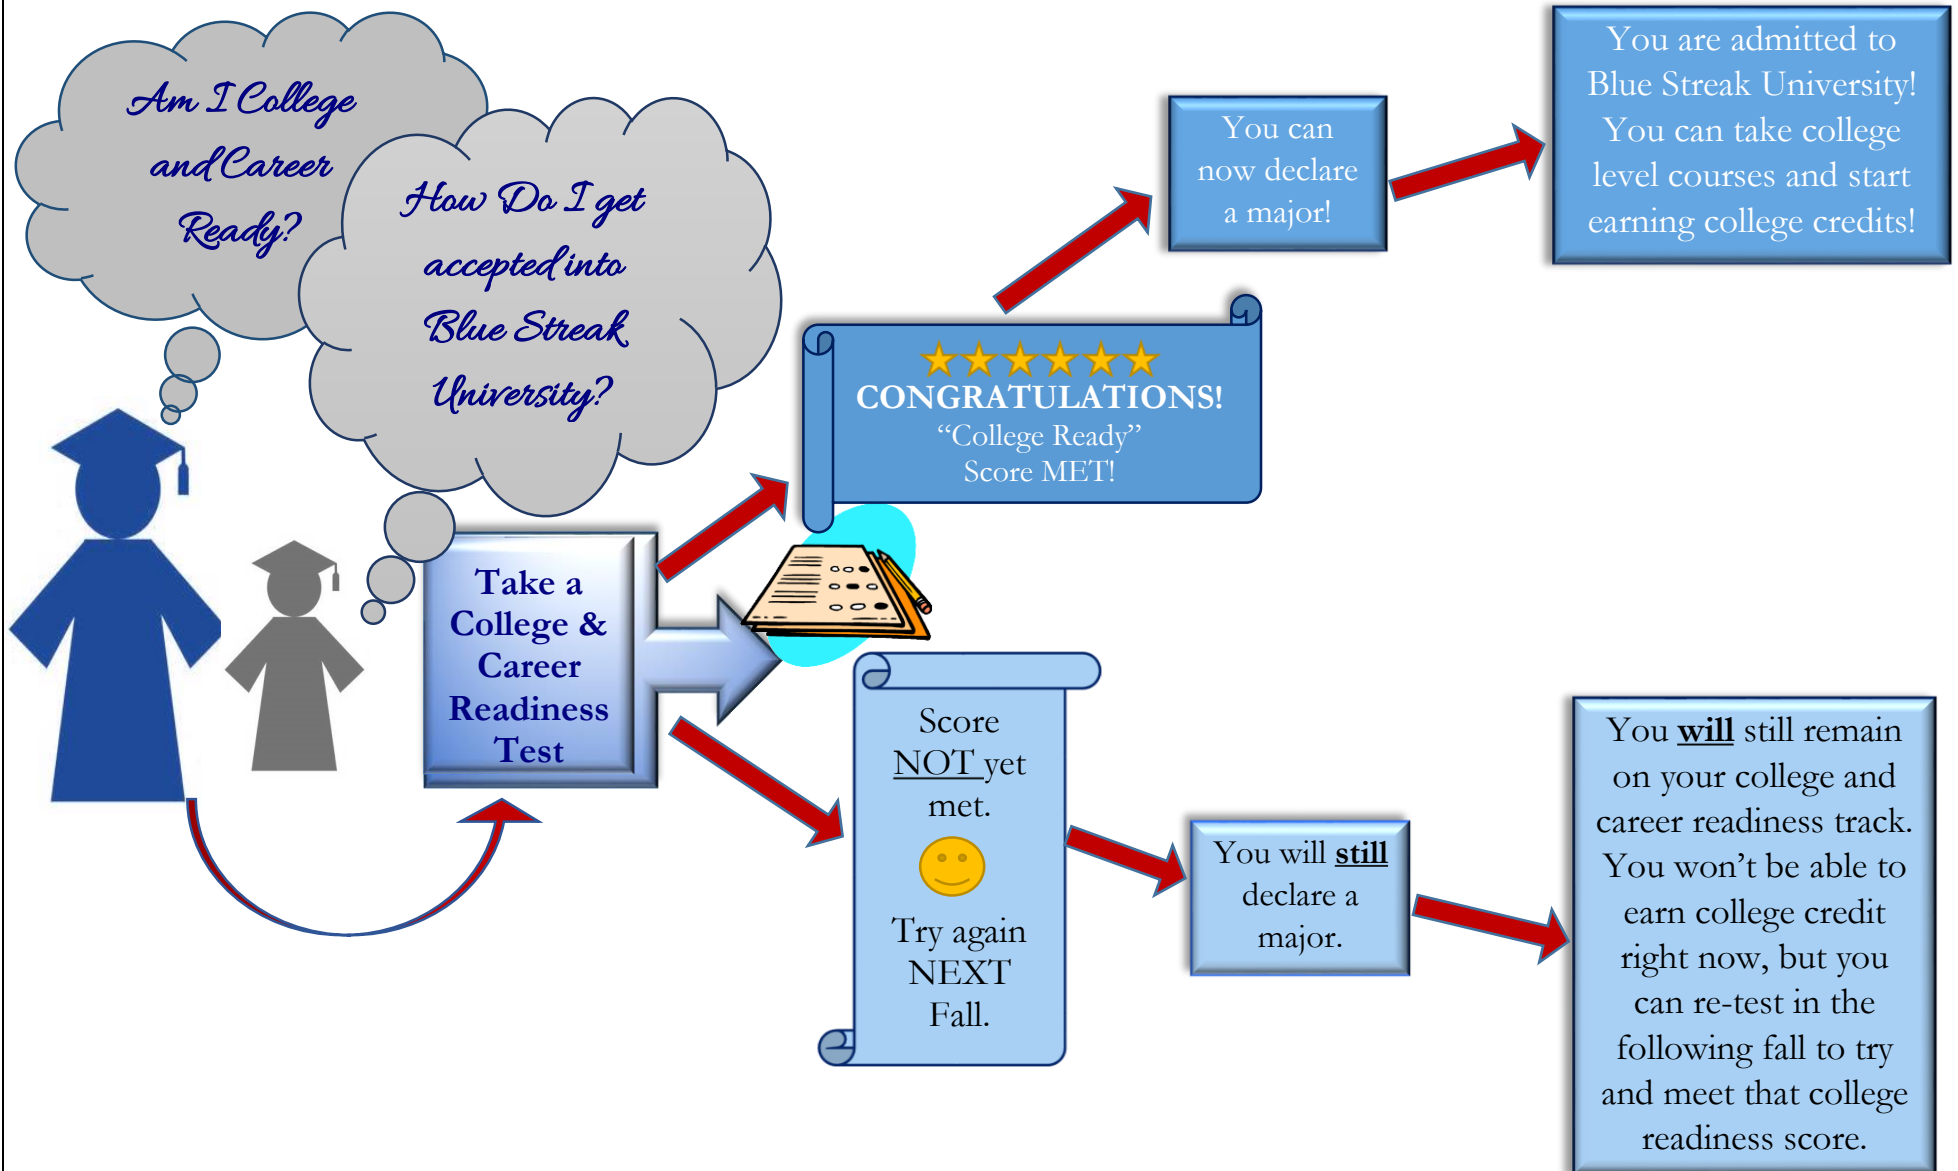 Am I College
and Career
Ready?
How Do I get
accepted into
Blue Streak
University?
Take a
College &
Career
Readiness
Test
CONGRATULATIONS!
“College Ready”
Score MET!
You can
now declare
a major!
You are admitted to
Blue Streak University!
You can take college
level courses and start
earning college credits!
Score
NOT yet
met.
Try again
NEXT
Fall.
You will still
declare a
major.
You will still remain
on your college and
career readiness track.
You won’t be able to
earn college credit
right now, but you
can re-test in the
following fall to try
and meet that college
readiness score.